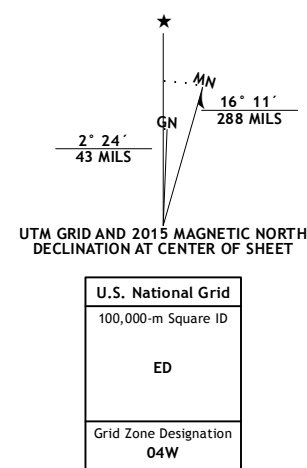 MN
16° 11´
288 MILS
GN
2° 24´
43 MILS
UTM GRID AND 2015 MAGNETIC NORTH
DECLINATION AT CENTER OF SHEET
U.S. National Grid
100,000-m Square ID
ED
Grid Zone Designation
04W